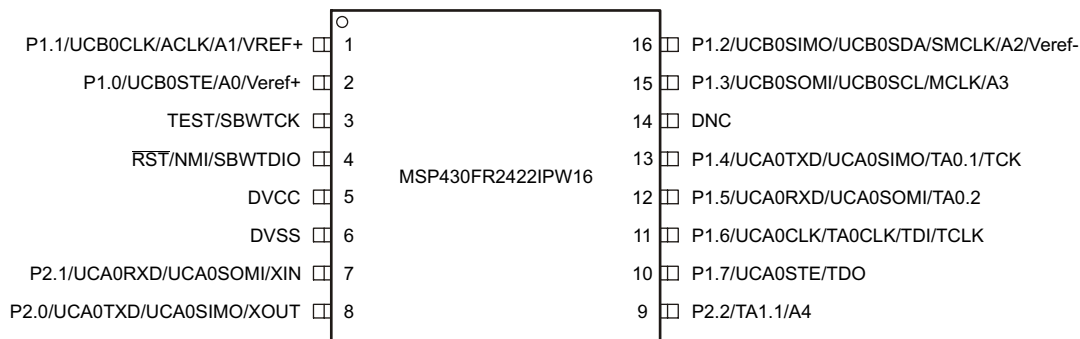 P1.1/UCB0CLK/ACLK/A1/VREF+ 1
P1.0/UCB0STE/A0/Veref+ 2
TEST/SBWTCK 3
RST/NMI/SBWTDIO 4
DVCC 5
DVSS 6
P2.1/UCA0RXD/UCA0SOMI/XIN 7
P2.0/UCA0TXD/UCA0SIMO/XOUT 8
MSP430FR2422IPW16
16 P1.2/UCB0SIMO/UCB0SDA/SMCLK/A2/Veref-
15 P1.3/UCB0SOMI/UCB0SCL/MCLK/A3
14 DNC
13 P1.4/UCA0TXD/UCA0SIMO/TA0.1/TCK
12 P1.5/UCA0RXD/UCA0SOMI/TA0.2
11 P1.6/UCA0CLK/TA0CLK/TDI/TCLK
10 P1.7/UCA0STE/TDO
9 P2.2/TA1.1/A4